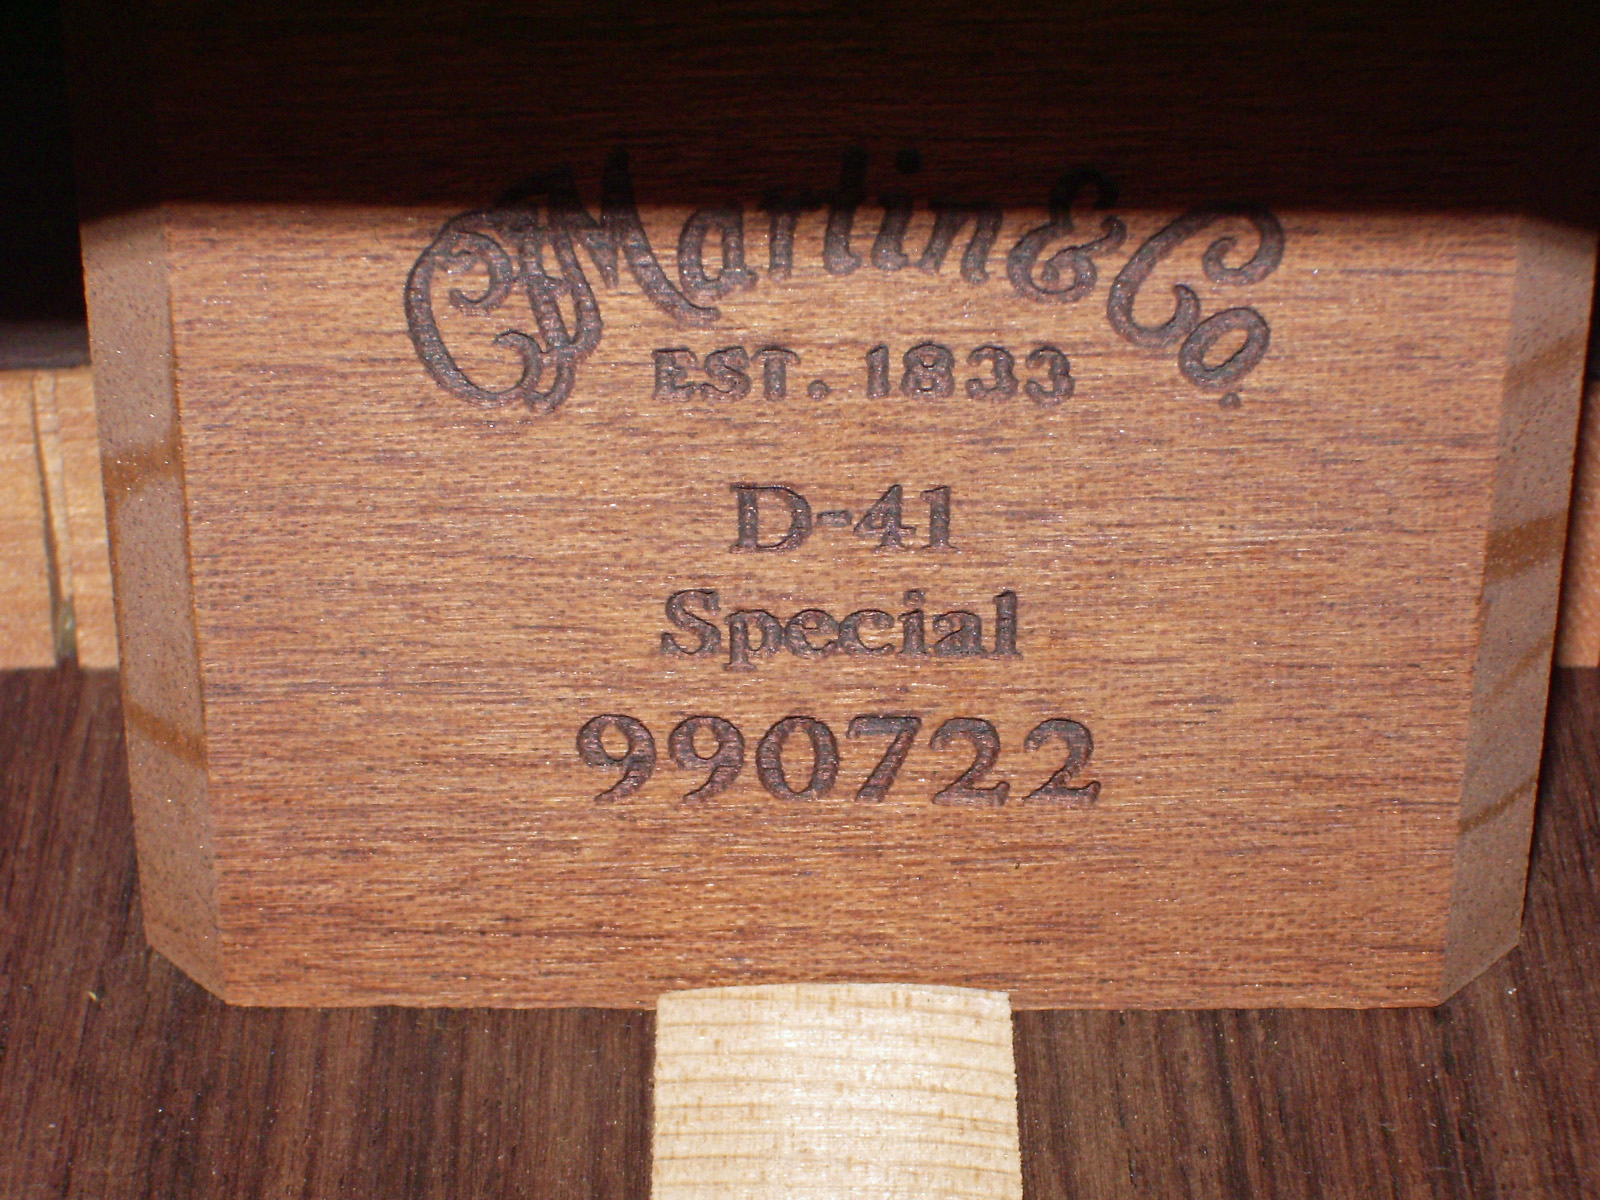 CFMartin & Co.
EST. 1833
D-41
Special
990722